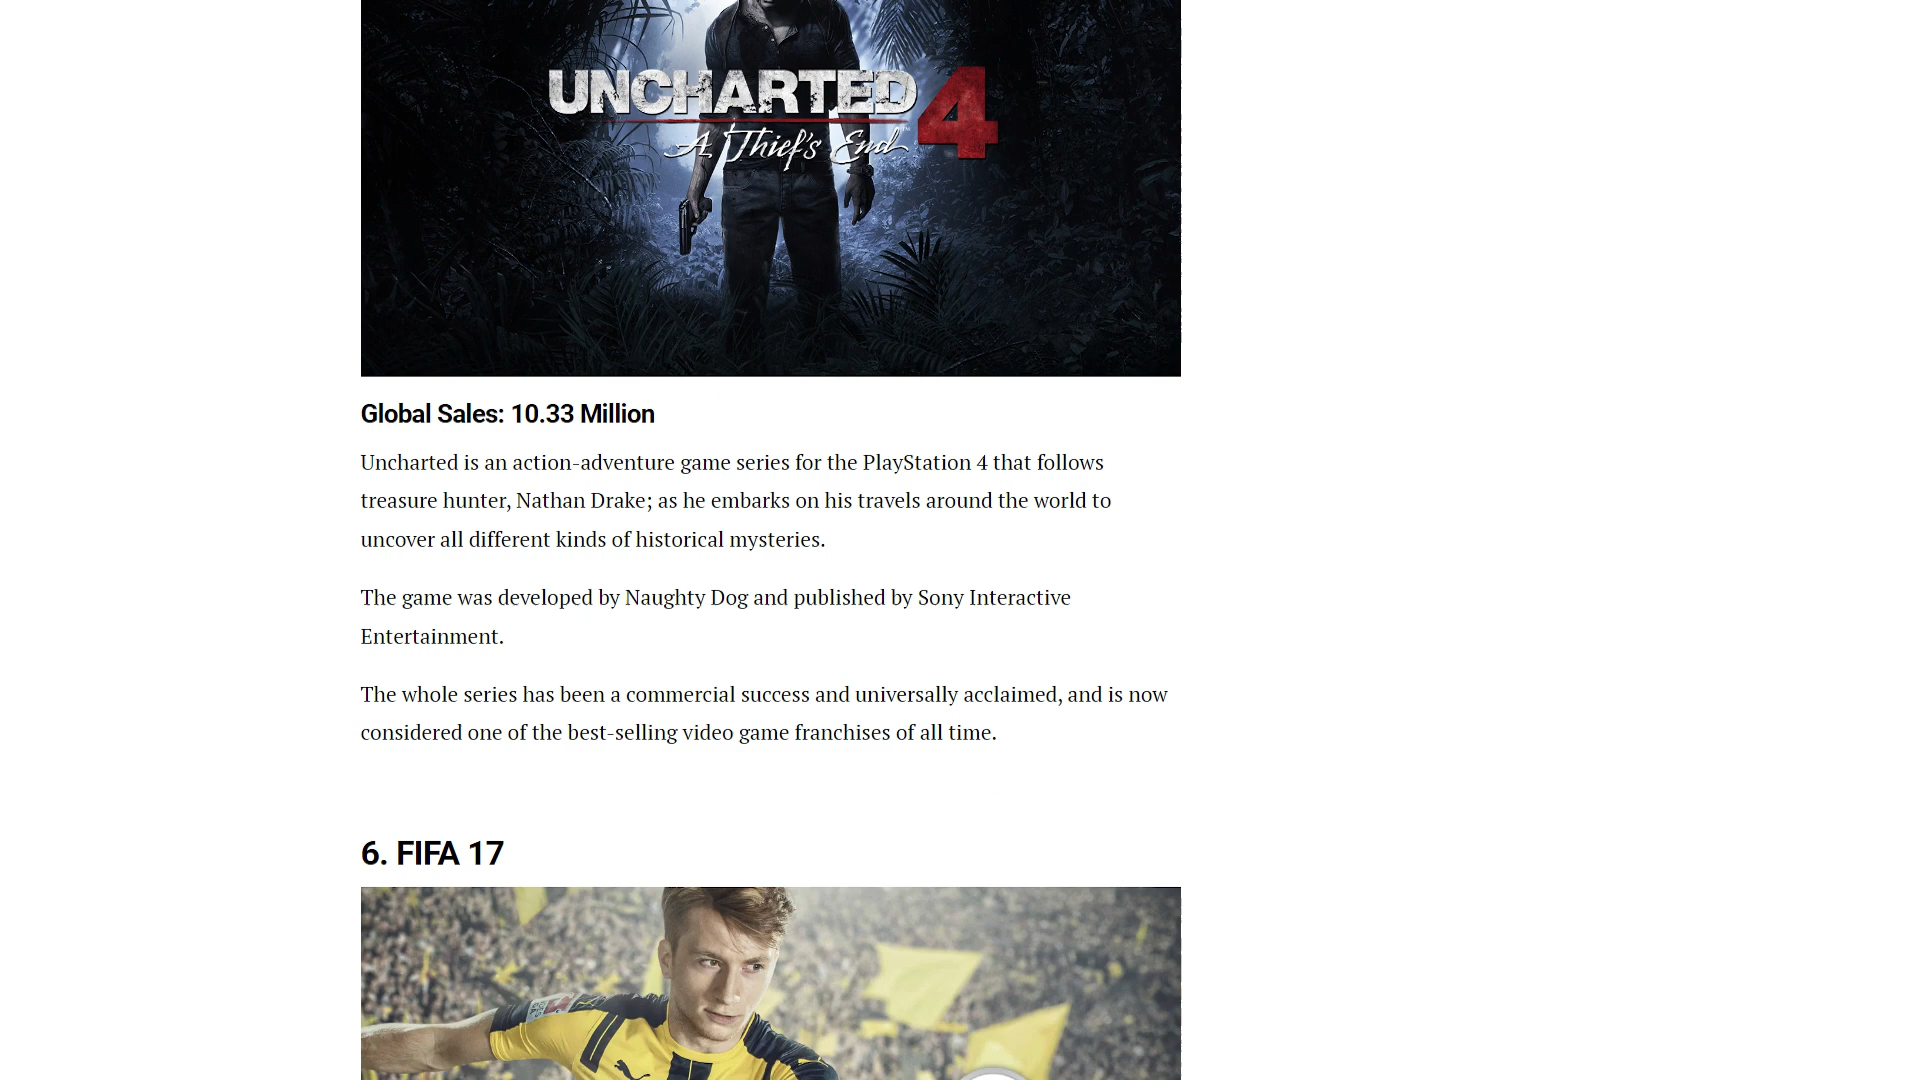 UNCHARTED 4
A Thief's End
Global Sales: 10.33 Million
Uncharted is an action-adventure game series for the PlayStation 4 that follows
treasure hunter, Nathan Drake; as he embarks on his travels around the world to
uncover all different kinds of historical mysteries.
The game was developed by Naughty Dog and published by Sony Interactive
Entertainment.
The whole series has been a commercial success and universally acclaimed, and is now
considered one of the best-selling video game franchises of all time.
6. FIFA 17